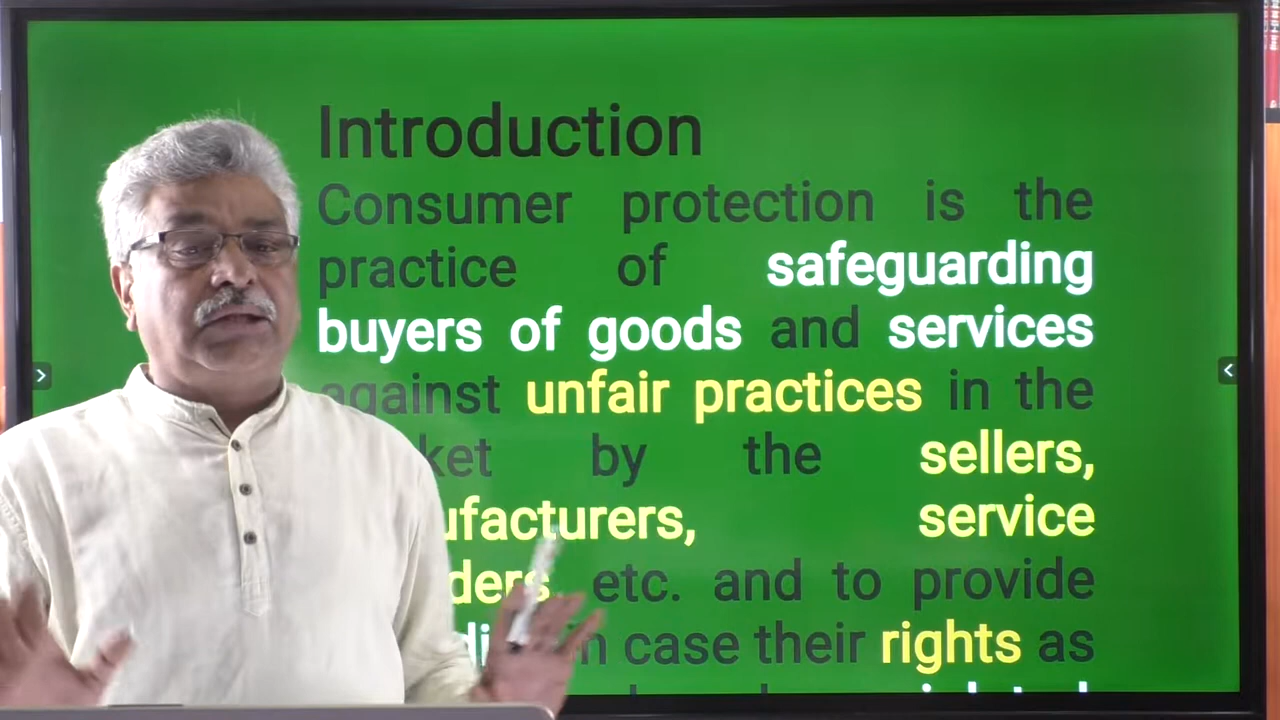 Introduction
Consumer protection is the
practice of safeguarding
buyers of goods and services
against unfair practices in the
by the sellers,
service
etc. and to provide
in case their rights as